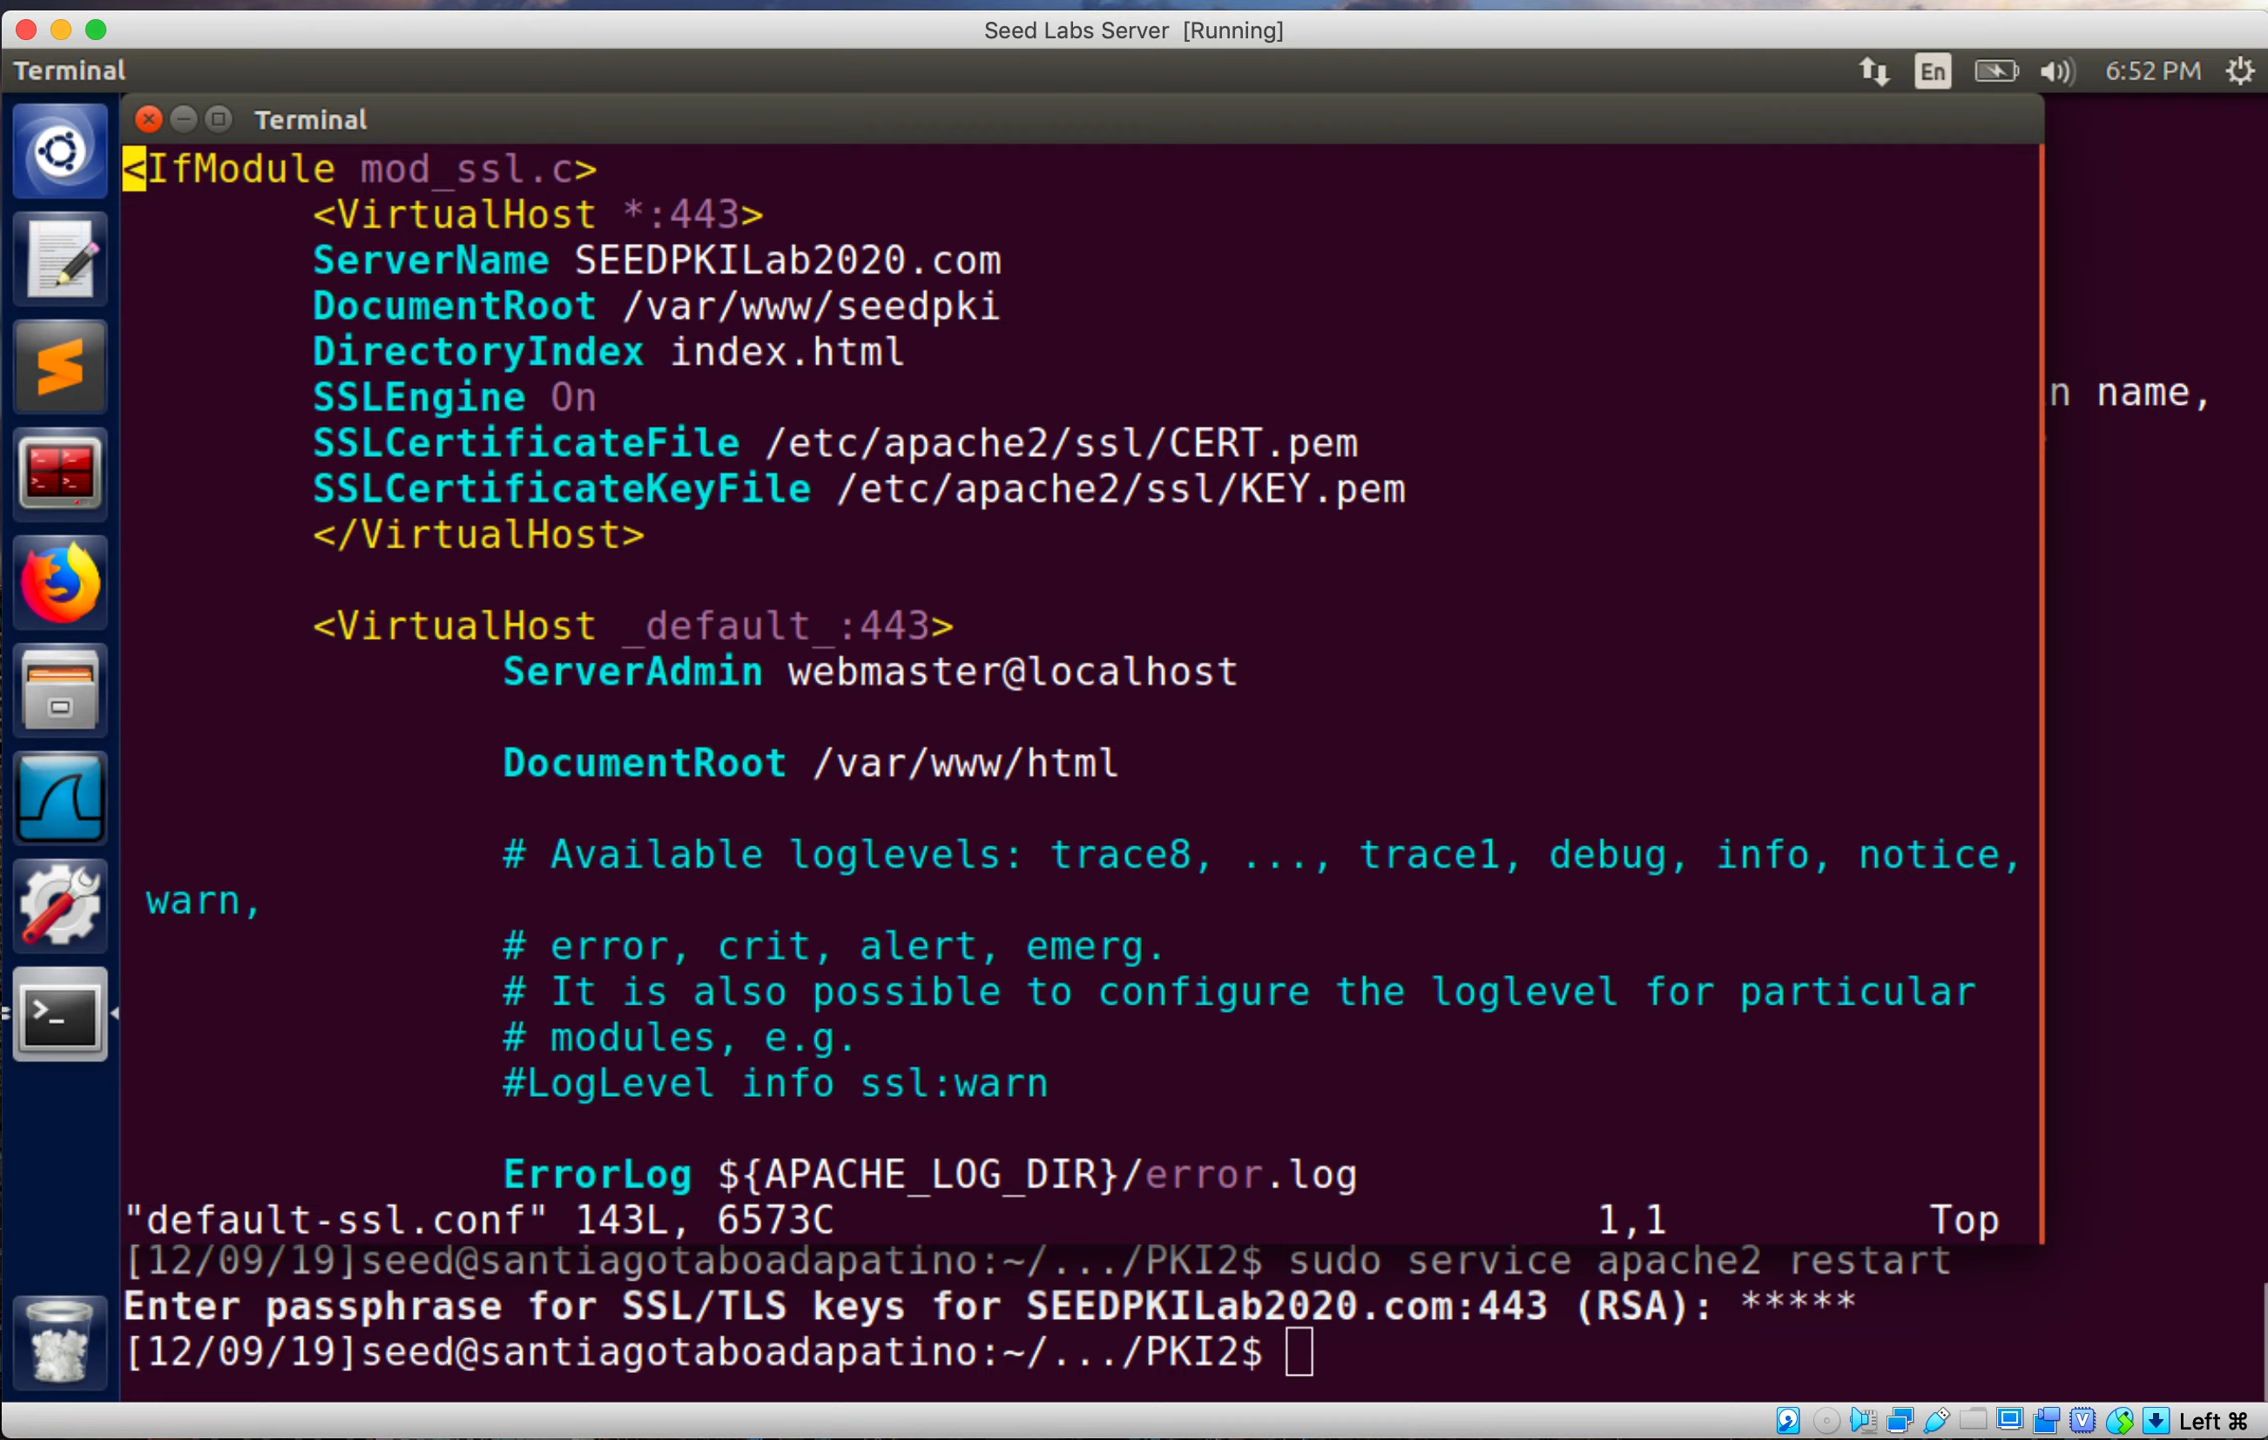 Seed Labs Server [Running]
Terminal
En
6:52 PM
Terminal
<IfModule mod_ssl.c>
<VirtualHost *:443>
ServerName SEEDPKILab2020.com
DocumentRoot /var/www/seedpki
DirectoryIndex index.html
n name,
SSLEngine On
SSLCertificateFile /etc/apache2/ssl/CERT.pem
SSLCertificateKeyFile /etc/apache2/ssl/KEY.pem
</VirtualHost>
<VirtualHost _default_:443>
ServerAdmin webmaster@localhost
DocumentRoot /var/www/html
# Available loglevels: trace8, ..., trace1, debug, info, notice,
warn,
# error, crit, alert, emerg.
# It is also possible to configure the loglevel for particular
# modules, e.g.
#LogLevel info ssl:warn
ErrorLog ${APACHE_LOG_DIR}/error.log
"default-ssl.conf" 143L, 6573C 1,1 Top
[12/09/19]seed@santiagotaboadapatino:~/.../PKI2$ sudo service apache2 restart
Enter passphrase for SSL/TLS keys for SEEDPKILab2020.com:443 (RSA): *****
[12/09/19]seed@santiagotaboadapatino:~/.../PKI2$
Left ⌘